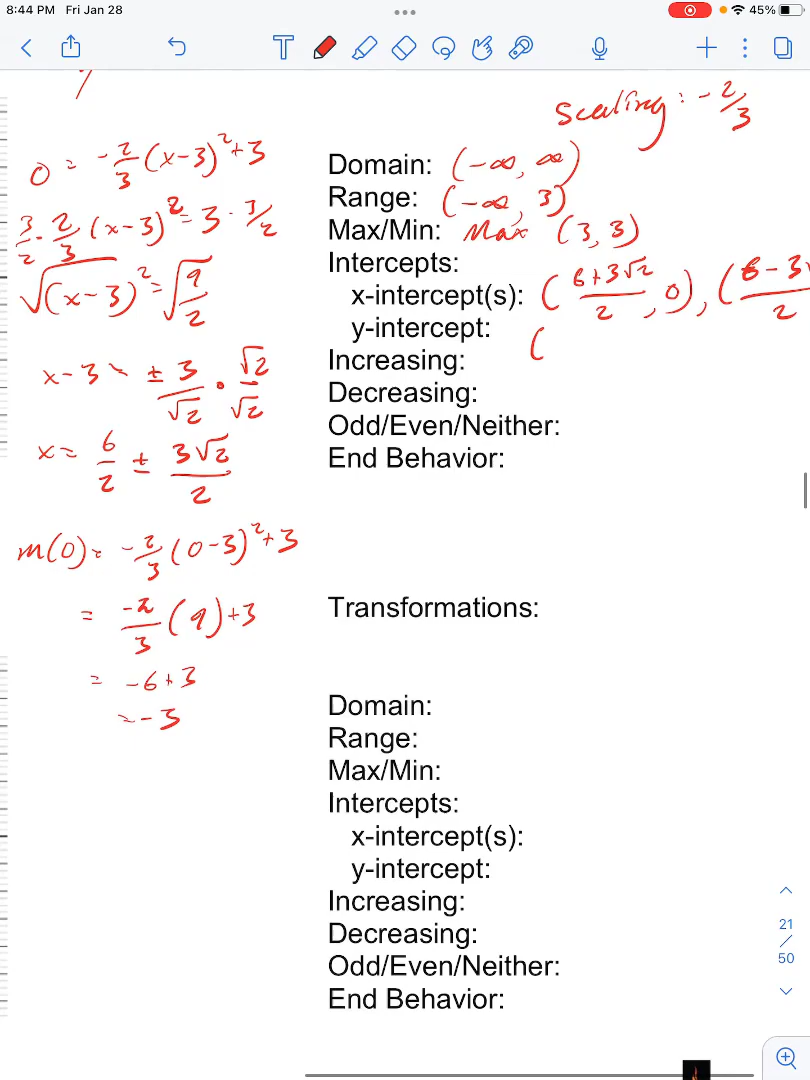 8:44 PM Fri Jan 28
45%
scaling: -2/3
0 = -2/3 (x-3)²+3
3/2 · 2/3 (x-3)² = 3 · 3/2
√(x-3)² = √9/2
x-3 = ± 3/√2 · √2/√2
x = 6/2 ± 3√2/2
m(0) = -2/3 (0-3)²+3
= -2/3 (9)+3
= -6+3
= -3
Domain: (-∞, ∞)
Range: (-∞, 3)
Max/Min: Max (3, 3)
Intercepts:
x-intercept(s): (6+3√2/2, 0), (6-3√/2
y-intercept: (
Increasing:
Decreasing:
Odd/Even/Neither:
End Behavior:
Transformations:
Domain:
Range:
Max/Min:
Intercepts:
x-intercept(s):
y-intercept:
Increasing:
Decreasing:
Odd/Even/Neither:
End Behavior:
21
/
50